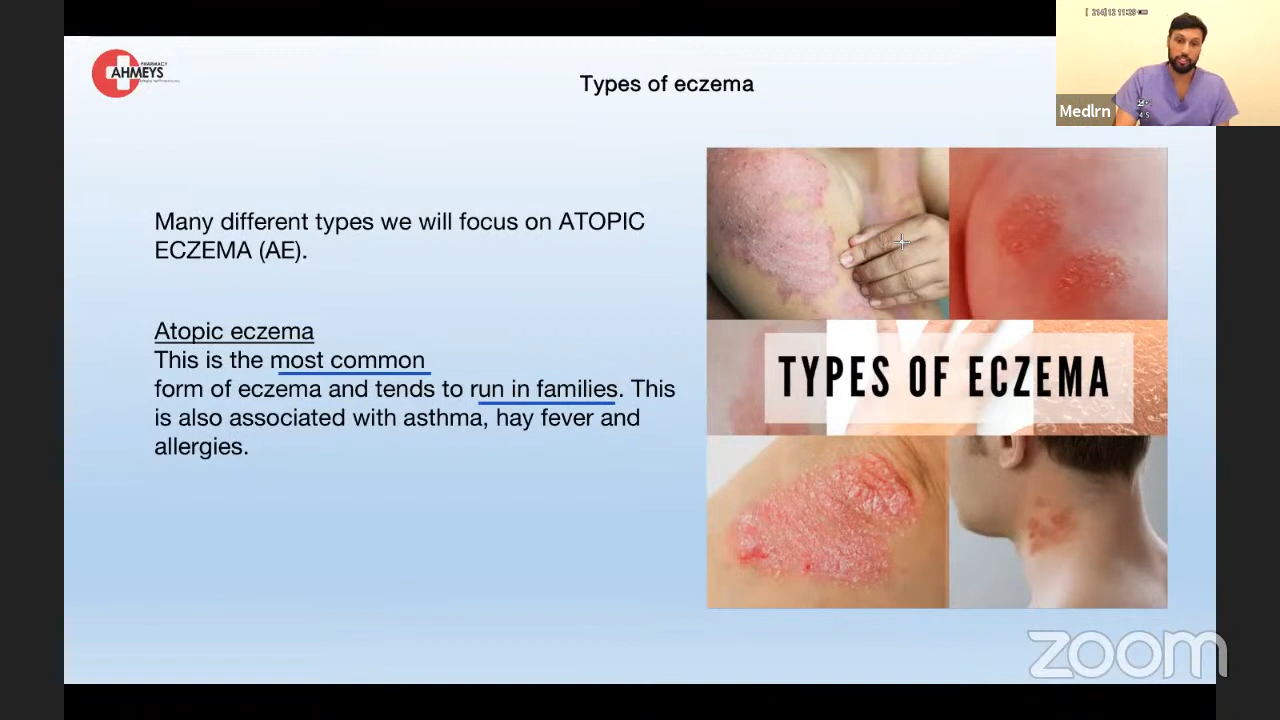 PHARMACY
AHMEYS
Types of eczema
Medlrn
Many different types we will focus on ATOPIC
ECZEMA (AE).
Atopic eczema
This is the most common
form of eczema and tends to run in families. This
is also associated with asthma, hay fever and
allergies.
TYPES OF ECZEMA
zoom